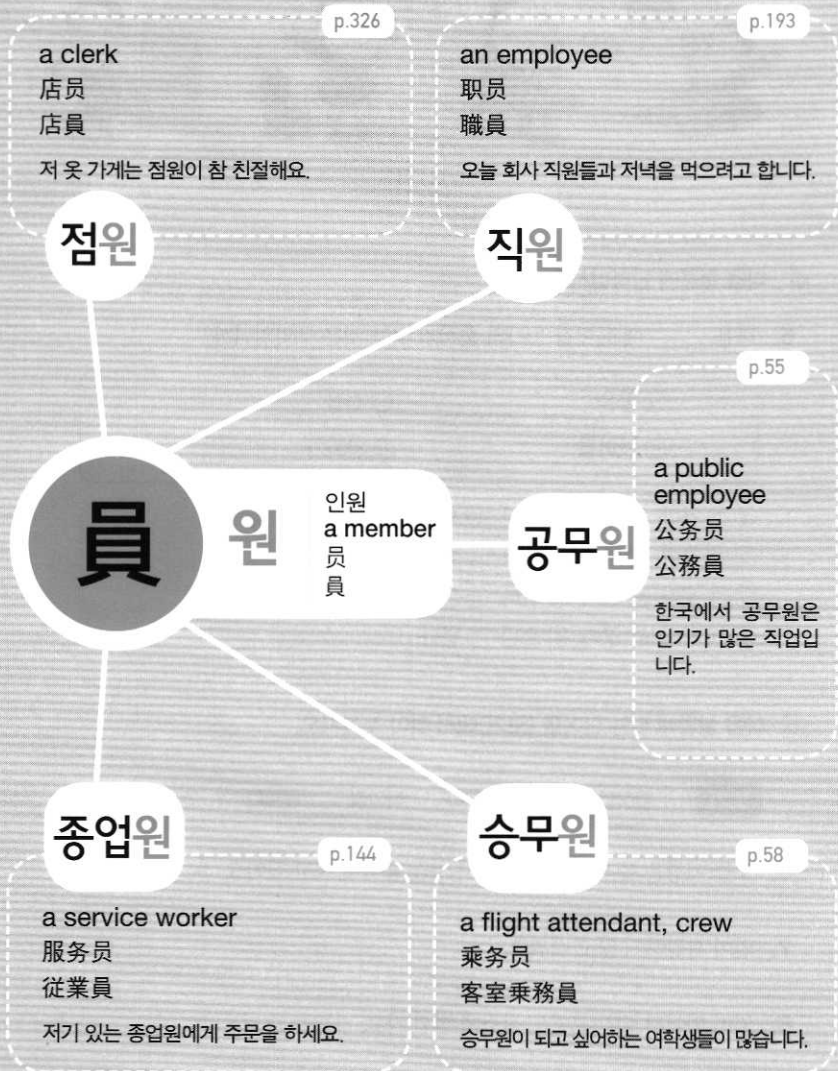 p.326
a clerk
店员
店員
저 옷 가게는 점원이 참 친절해요.
점원
p.193
an employee
职员
職員
오늘 회사 직원들과 저녁을 먹으려고 합니다.
직원
員
원
인원
a member
员
員
공무원
p.55
a public
employee
公务员
公務員
한국에서 공무원은
인기가 많은 직업입
니다.
종업원
p.144
a service worker
服务员
従業員
저기 있는 종업원에게 주문을 하세요.
승무원
p.58
a flight attendant, crew
乘务员
客室乗務員
승무원이 되고 싶어하는 여학생들이 많습니다.